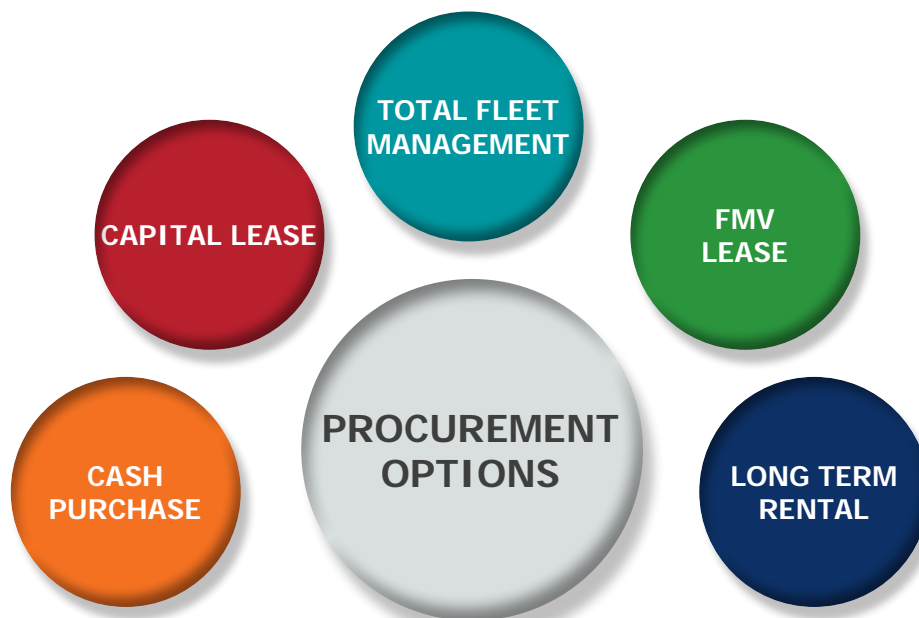 TOTAL FLEET
MANAGEMENT
CAPITAL LEASE
FMV
LEASE
PROCUREMENT
OPTIONS
CASH
PURCHASE
LONG TERM
RENTAL